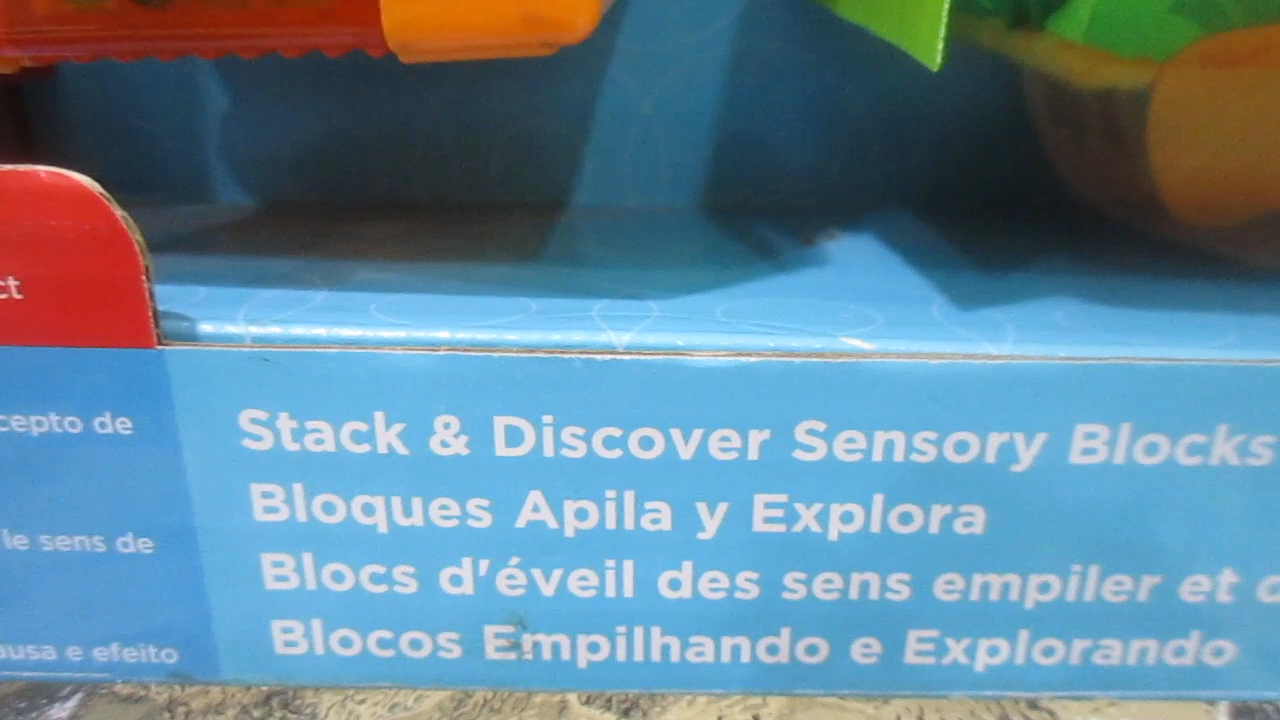 ct
cepto de
le sens de
ausa e efeito
Stack & Discover Sensory Blocks
Bloques Apila y Explora
Blocs d'éveil des sens empiler et
Blocos Empilhando e Explorando